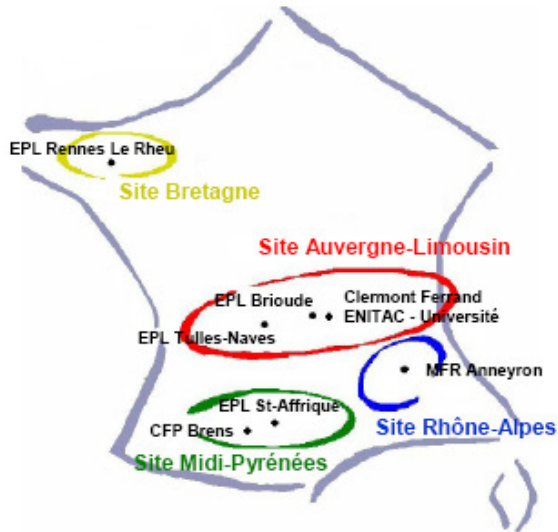 EPL Rennes Le Rheu
Site Bretagne
Site Auvergne-Limousin
EPL Brioude
Clermont Ferrand
ENITAC - Université
EPL Tulles-Naves
MFR Anneyron
EPL St-Affrique
CFP Brens
Site Rhône-Alpes
Site Midi-Pyrénées